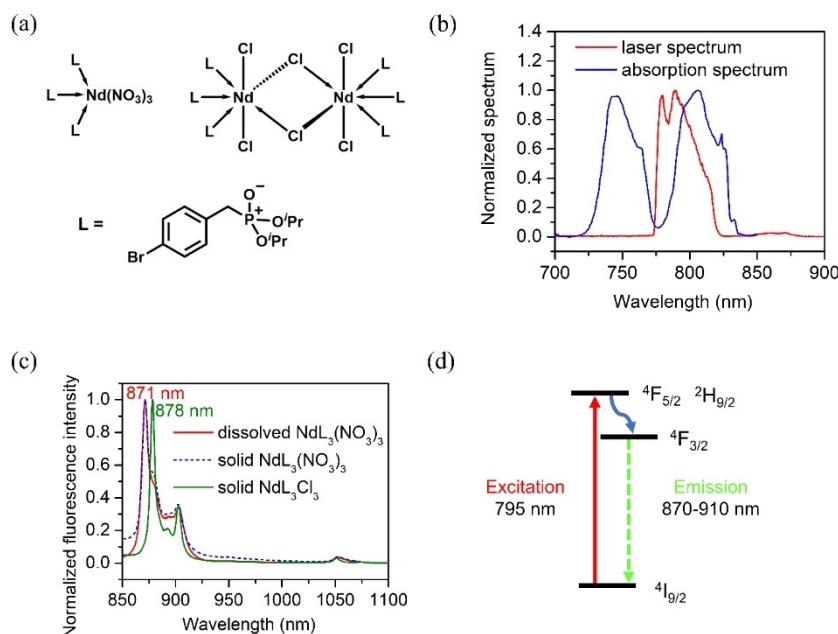 (a)
L
L
L
Nd(NO₃)₃
Cl Cl
L Cl L
L Nd Nd L
L Cl L
Cl Cl
L =
Br
O⁻
P⁺
OⁱPr
OⁱPr
(b)
laser spectrum
absorption spectrum
Normalized spectrum
1.4
1.2
1.0
0.8
0.6
0.4
0.2
0.0
700 750 800 850 900
Wavelength (nm)
(c)
871 nm
878 nm
dissolved NdL₃(NO₃)₃
solid NdL₃(NO₃)₃
solid NdL₃Cl₃
Normalized fluorescence intensity
1.0
0.8
0.6
0.4
0.2
0.0
850 900 950 1000 1050 1100
Wavelength (nm)
(d)
⁴F₅/₂ ²H₉/₂
⁴F₃/₂
Excitation
795 nm
Emission
870-910 nm
⁴I₉/₂